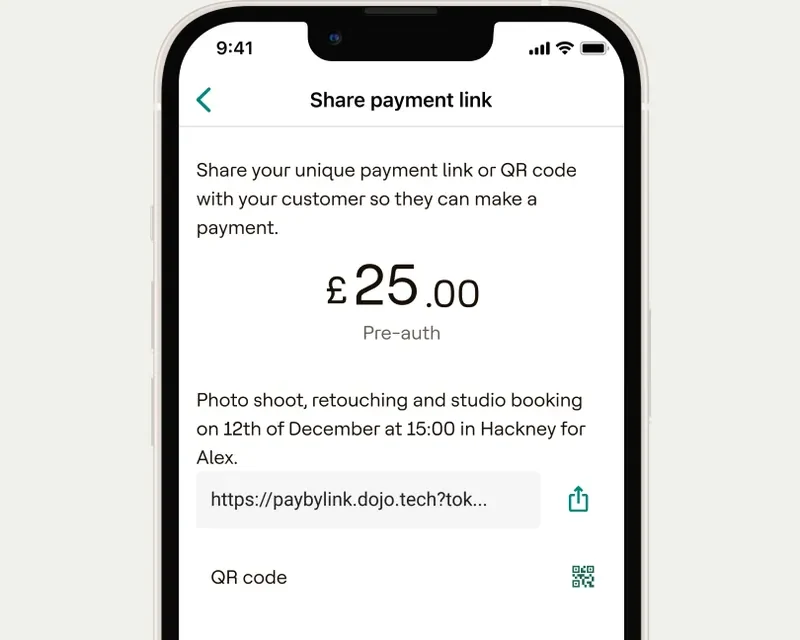 9:41
Share payment link
Share your unique payment link or QR code
with your customer so they can make a
payment.
£25.00
Pre-auth
Photo shoot, retouching and studio booking
on 12th of December at 15:00 in Hackney for
Alex.
https://paybylink.dojo.tech?tok...
QR code